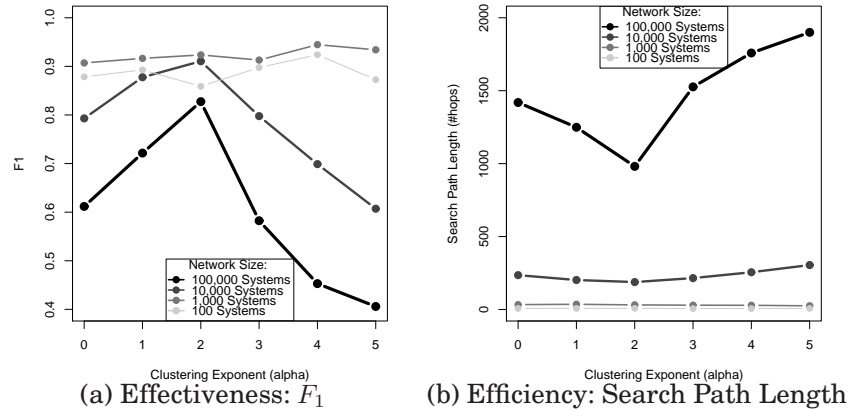 1.0
0.9
0.8
0.7
0.6
0.5
0.4
F1
Network Size:
100,000 Systems
10,000 Systems
1,000 Systems
100 Systems
0 1 2 3 4 5
Clustering Exponent (alpha)
(a) Effectiveness: F₁
2000
1500
1000
500
0
Search Path Length (#hops)
Network Size:
100,000 Systems
10,000 Systems
1,000 Systems
100 Systems
0 1 2 3 4 5
Clustering Exponent (alpha)
(b) Efficiency: Search Path Length